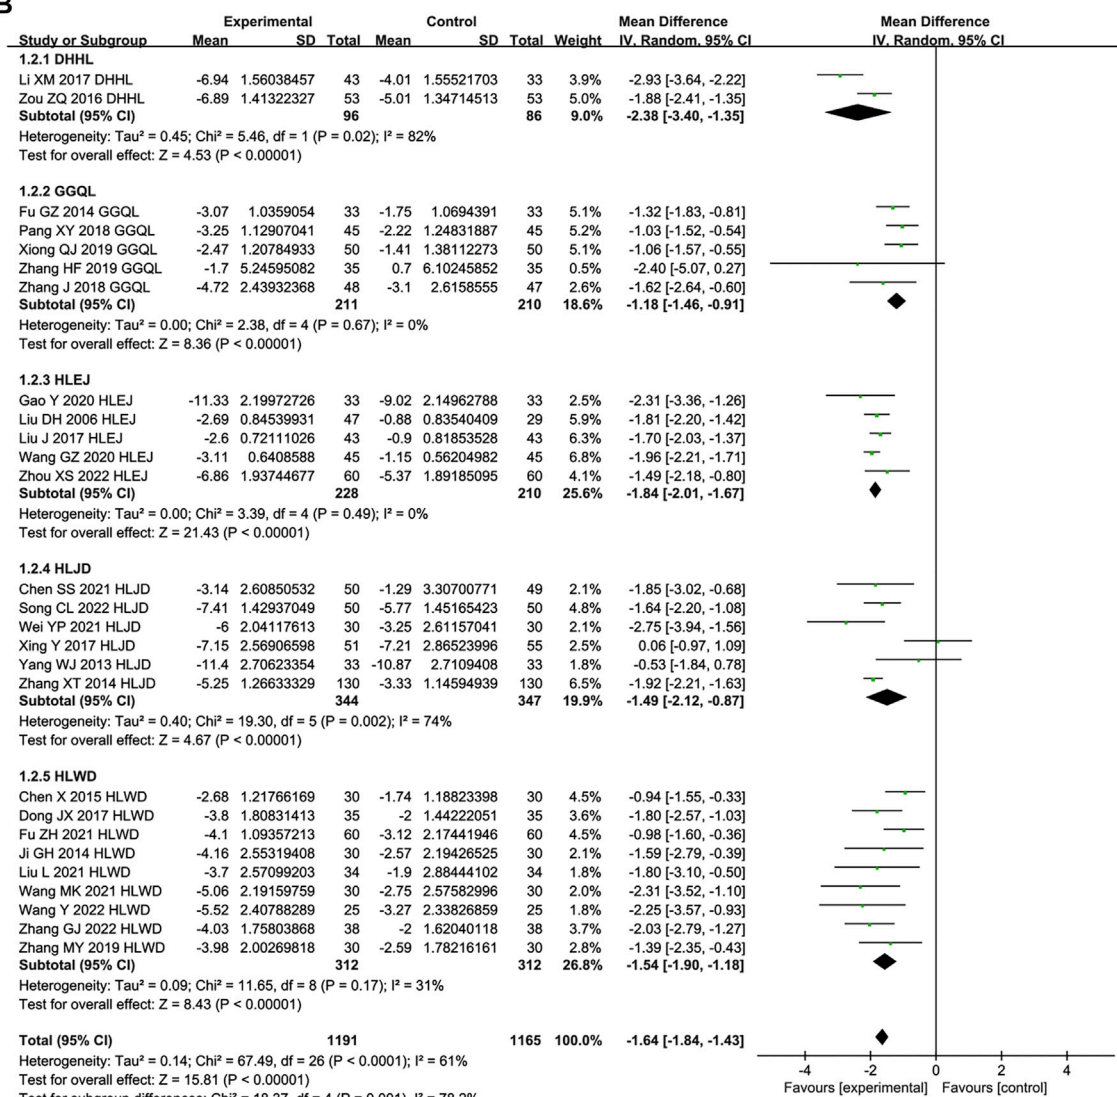 B
Experimental Control Mean Difference Mean Difference
Study or Subgroup Mean SD Total Mean SD Total Weight IV, Random, 95% CI IV, Random, 95% CI
1.2.1 DHHL
Li XM 2017 DHHL -6.94 1.56038457 43 -4.01 1.55521703 33 3.9% -2.93 [-3.64, -2.22]
Zou ZQ 2016 DHHL -6.89 1.41322327 53 -5.01 1.34714513 53 5.0% -1.88 [-2.41, -1.35]
Subtotal (95% CI) 96 86 9.0% -2.38 [-3.40, -1.35]
Heterogeneity: Tau² = 0.45; Chi² = 5.46, df = 1 (P = 0.02); I² = 82%
Test for overall effect: Z = 4.53 (P < 0.00001)
1.2.2 GGQL
Fu GZ 2014 GGQL -3.07 1.0359054 33 -1.75 1.0694391 33 5.1% -1.32 [-1.83, -0.81]
Pang XY 2018 GGQL -3.25 1.12907041 45 -2.22 1.24831887 45 5.2% -1.03 [-1.52, -0.54]
Xiong QJ 2019 GGQL -2.47 1.20784933 50 -1.41 1.38112273 50 5.1% -1.06 [-1.57, -0.55]
Zhang HF 2019 GGQL -1.7 5.24595082 35 0.7 6.10245852 35 0.5% -2.40 [-5.07, 0.27]
Zhang J 2018 GGQL -4.72 2.43932368 48 -3.1 2.6158555 47 2.6% -1.62 [-2.64, -0.60]
Subtotal (95% CI) 211 210 18.6% -1.18 [-1.46, -0.91]
Heterogeneity: Tau² = 0.00; Chi² = 2.38, df = 4 (P = 0.67); I² = 0%
Test for overall effect: Z = 8.36 (P < 0.00001)
1.2.3 HLEJ
Gao Y 2020 HLEJ -11.33 2.19972726 33 -9.02 2.14962788 33 2.5% -2.31 [-3.36, -1.26]
Liu DH 2006 HLEJ -2.69 0.84539931 47 -0.88 0.83540409 29 5.9% -1.81 [-2.20, -1.42]
Liu J 2017 HLEJ -2.6 0.72111026 43 -0.9 0.81853528 43 6.3% -1.70 [-2.03, -1.37]
Wang GZ 2020 HLEJ -3.11 0.6408588 45 -1.15 0.56204982 45 6.8% -1.96 [-2.21, -1.71]
Zhou XS 2022 HLEJ -6.86 1.93744677 60 -5.37 1.89185095 60 4.1% -1.49 [-2.18, -0.80]
Subtotal (95% CI) 228 210 25.6% -1.84 [-2.01, -1.67]
Heterogeneity: Tau² = 0.00; Chi² = 3.39, df = 4 (P = 0.49); I² = 0%
Test for overall effect: Z = 21.43 (P < 0.00001)
1.2.4 HLJD
Chen SS 2021 HLJD -3.14 2.60850532 50 -1.29 3.30700771 49 2.1% -1.85 [-3.02, -0.68]
Song CL 2022 HLJD -7.41 1.42937049 50 -5.77 1.45165423 50 4.8% -1.64 [-2.20, -1.08]
Wei YP 2021 HLJD -6 2.04117613 30 -3.25 2.61157041 30 2.1% -2.75 [-3.94, -1.56]
Xing Y 2017 HLJD -7.15 2.56906598 51 -7.21 2.86523996 55 2.5% 0.06 [-0.97, 1.09]
Yang WJ 2013 HLJD -11.4 2.70623354 33 -10.87 2.7109408 33 1.8% -0.53 [-1.84, 0.78]
Zhang XT 2014 HLJD -5.25 1.26633329 130 -3.33 1.14594939 130 6.5% -1.92 [-2.21, -1.63]
Subtotal (95% CI) 344 347 19.9% -1.49 [-2.12, -0.87]
Heterogeneity: Tau² = 0.40; Chi² = 19.30, df = 5 (P = 0.002); I² = 74%
Test for overall effect: Z = 4.67 (P < 0.00001)
1.2.5 HLWD
Chen X 2015 HLWD -2.68 1.21766169 30 -1.74 1.18823398 30 4.5% -0.94 [-1.55, -0.33]
Dong JX 2017 HLWD -3.8 1.80831413 35 -2 1.44222051 35 3.5% -1.80 [-2.57, -1.03]
Fu ZH 2021 HLWD -4.1 1.09357213 60 -3.12 2.17441946 60 4.5% -0.98 [-1.60, -0.36]
Ji GH 2014 HLWD -4.16 2.55319408 30 -2.57 2.19426525 30 2.1% -1.59 [-2.79, -0.39]
Liu L 2021 HLWD -3.7 2.57099203 34 -1.9 2.88444102 34 1.8% -1.80 [-3.10, -0.50]
Wang MK 2021 HLWD -5.06 2.19159759 30 -2.75 2.57582996 30 2.0% -2.31 [-3.52, -1.10]
Wang Y 2022 HLWD -5.52 2.40788289 25 -3.27 2.33826859 25 1.8% -2.25 [-3.57, -0.93]
Zhang GJ 2022 HLWD -4.03 1.75803868 38 -2 1.62040118 38 3.7% -2.03 [-2.79, -1.27]
Zhang MY 2019 HLWD -3.98 2.00269818 30 -2.59 1.78216161 30 2.8% -1.39 [-2.35, -0.43]
Subtotal (95% CI) 312 312 26.8% -1.54 [-1.90, -1.18]
Heterogeneity: Tau² = 0.09; Chi² = 11.65, df = 8 (P = 0.17); I² = 31%
Test for overall effect: Z = 8.43 (P < 0.00001)
Total (95% CI) 1191 1165 100.0% -1.64 [-1.84, -1.43]
Heterogeneity: Tau² = 0.14; Chi² = 67.49, df = 26 (P < 0.0001); I² = 61%
-4 -2 0 2 4
Test for overall effect: Z = 15.81 (P < 0.00001)
Favours [experimental] Favours [control]
Test for subgroup differences: Chi² = 18.37, df = 4 (P = 0.001), I² = 78.2%